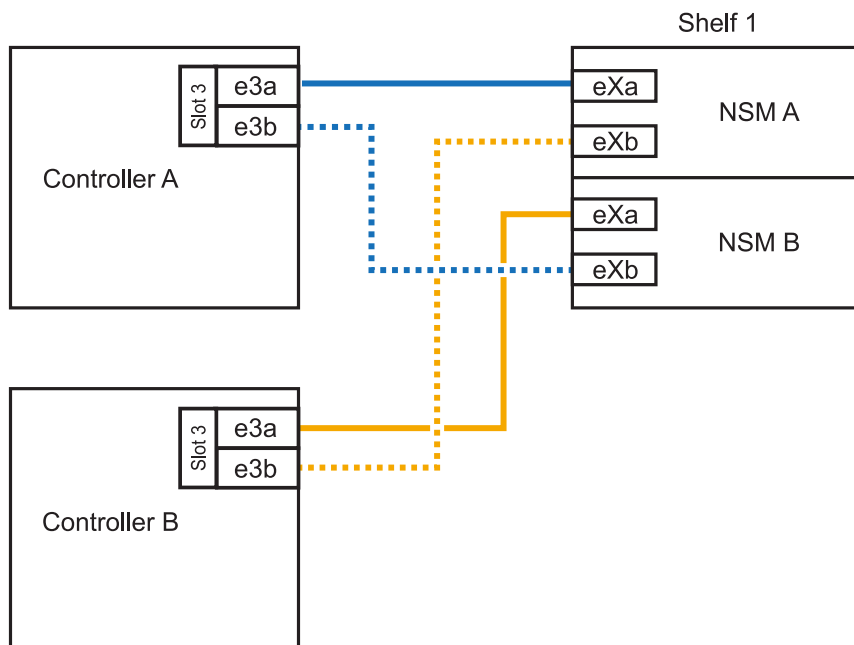 Shelf 1
Slot 3
e3a
e3b
Controller A
eXa
NSM A
eXb
eXa
NSM B
eXb
Slot 3
e3a
e3b
Controller B